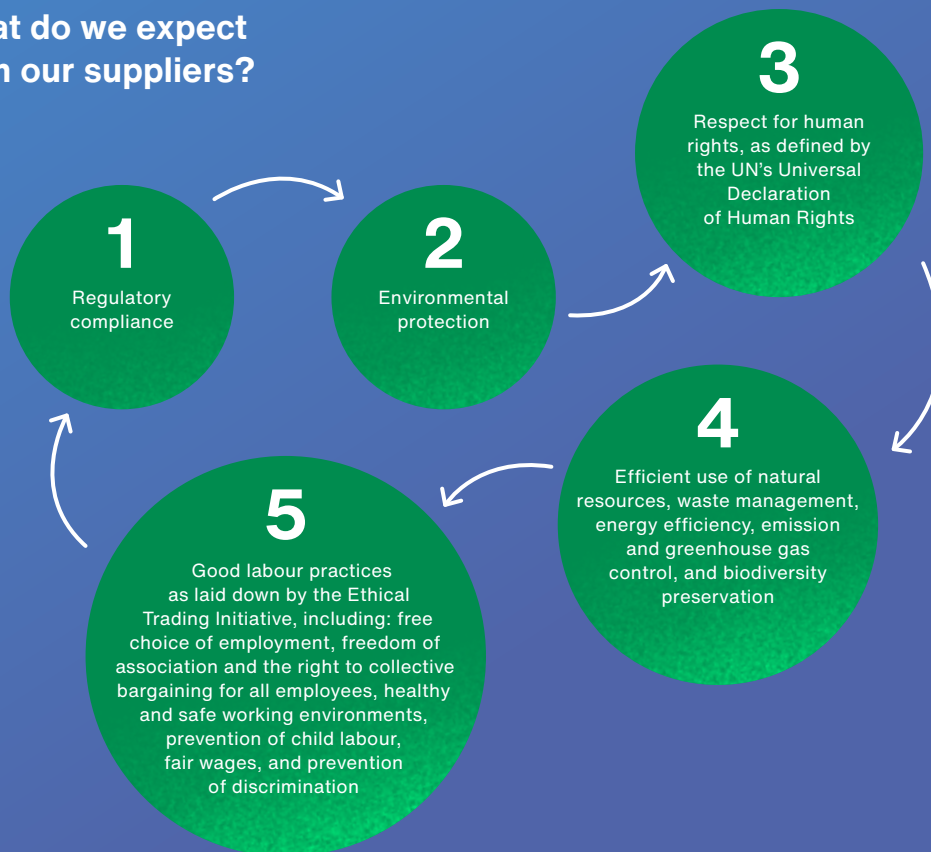 at do we expect
our suppliers?
1
Regulatory
compliance
2
Environmental
protection
3
Respect for human
rights, as defined by
the UN's Universal
Declaration
of Human Rights
4
Efficient use of natural
resources, waste management,
energy efficiency, emission
and greenhouse gas
control, and biodiversity
preservation
5
Good labour practices
as laid down by the Ethical
Trading Initiative, including: free
choice of employment, freedom of
association and the right to collective
bargaining for all employees, healthy
and safe working environments,
prevention of child labour,
fair wages, and prevention
of discrimination